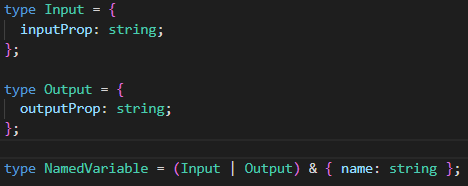 type Input = {
  inputProp: string;
};
type Output = {
  outputProp: string;
};
type NamedVariable = (Input | Output) & { name: string };